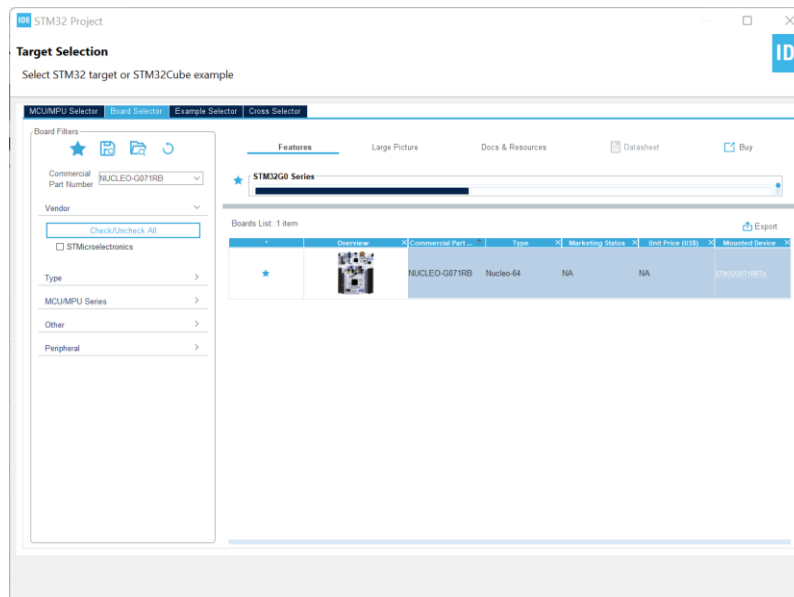 IDE STM32 Project
Target Selection
Select STM32 target or STM32Cube example
ID
MCU/MPU Selector Board Selector Example Selector Cross Selector
Board Filters
Commercial Part Number NUCLEO-G071RB
Vendor
Check/Uncheck All
STMicroelectronics
Type
MCU/MPU Series
Other
Peripheral
Features Large Picture Docs & Resources Datasheet Buy
STM32G0 Series
Boards List: 1 item
Export
* Overview Commercial Part ... Type Marketing Status Unit Price (US$) Mounted Device
NUCLEO-G071RB Nucleo-64 NA NA STM32G071RBTx